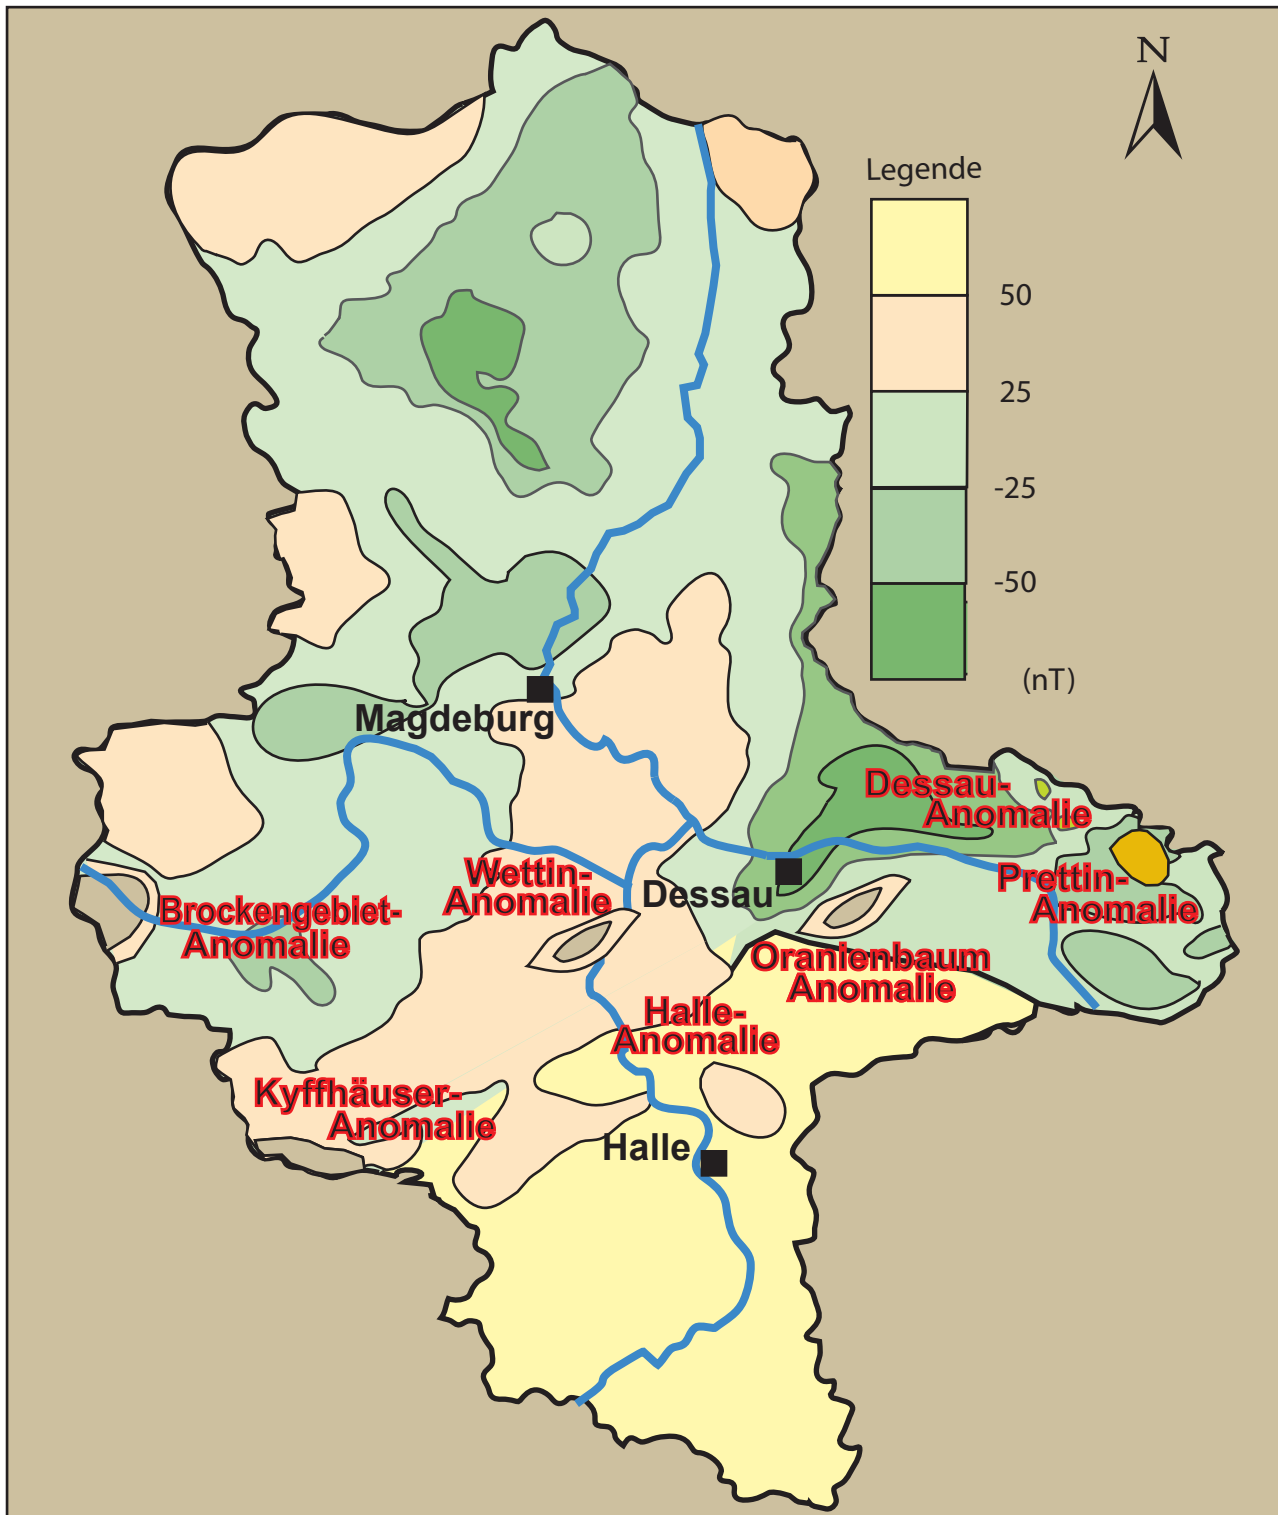 N
Legende
50
25
-25
-50
(nT)
Magdeburg
Dessau-
Anomalie
Wettin-
Anomalie
Dessau
Prettin-
Anomalie
Brockengebiet-
Anomalie
Oranienbaum
Anomalie
Halle-
Anomalie
Kyffhäuser-
Anomalie
Halle